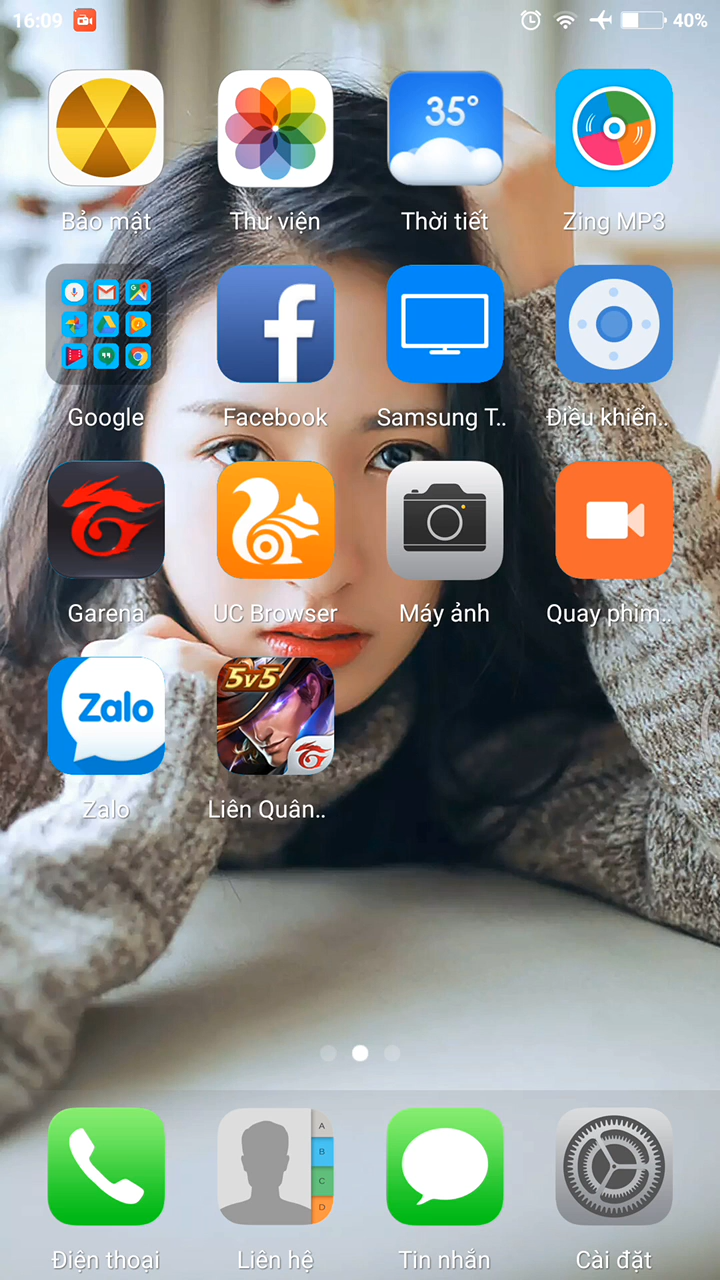 16:09 40%
35°
Bảo mật Thư viện Thời tiết Zing MP3
Google Facebook Samsung T.. Điều khiển..
Garena UC Browser Máy ảnh Quay phim..
5v5
Zalo
Zalo Liên Quân..
A
B
C
D
Điện thoại Liên hệ Tin nhắn Cài đặt